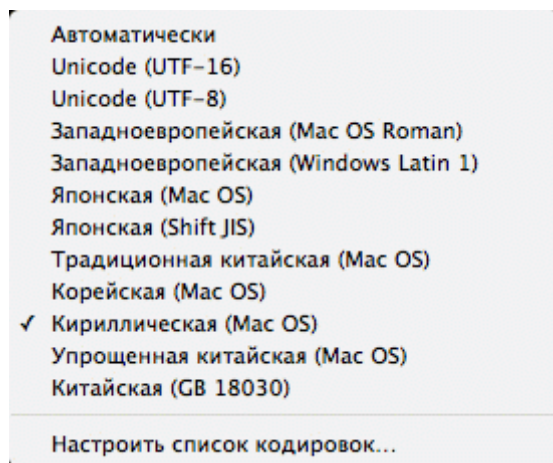 Автоматически
Unicode (UTF-16)
Unicode (UTF-8)
Западноевропейская (Mac OS Roman)
Западноевропейская (Windows Latin 1)
Японская (Mac OS)
Японская (Shift JIS)
Традиционная китайская (Mac OS)
Корейская (Mac OS)
✓ Кириллическая (Mac OS)
Упрощенная китайская (Mac OS)
Китайская (GB 18030)
Настроить список кодировок...